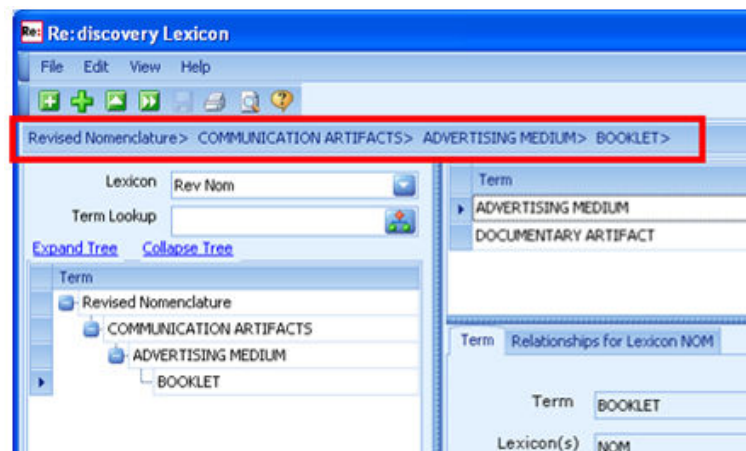 Re: Re:discovery Lexicon
File Edit View Help
Revised Nomenclature> COMMUNICATION ARTIFACTS> ADVERTISING MEDIUM> BOOKLET>
Lexicon Rev Nom
Term Lookup
Expand Tree Collapse Tree
Term
Revised Nomenclature
COMMUNICATION ARTIFACTS
ADVERTISING MEDIUM
BOOKLET
Term
ADVERTISING MEDIUM
DOCUMENTARY ARTIFACT
Term Relationships for Lexicon NOM
Term BOOKLET
Lexicon(s) NOM